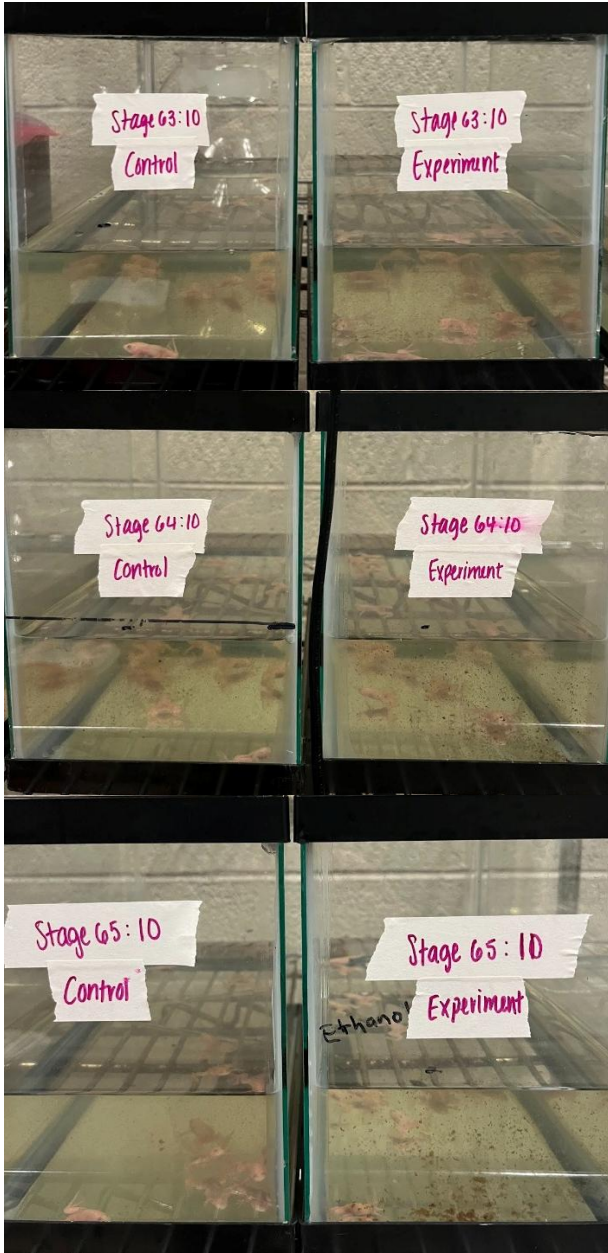 Stage 63:10
Control
Stage 63:10
Experiment
Stage 64:10
Control
Stage 64:10
Experiment
Stage 65:10
Control
Stage 65:10
Ethanol
Experiment